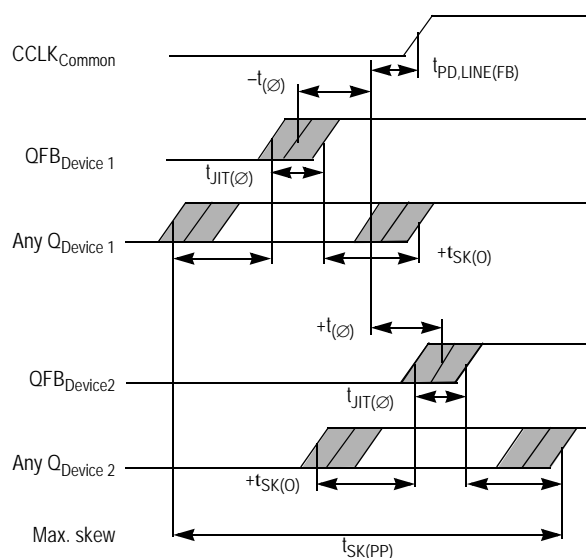 CCLKCommon
tPD,LINE(FB)
–t(∅)
QFBDevice 1
tJIT(∅)
Any QDevice 1
+tSK(O)
+t(∅)
QFBDevice2
tJIT(∅)
Any QDevice 2
+tSK(O)
Max. skew
tSK(PP)